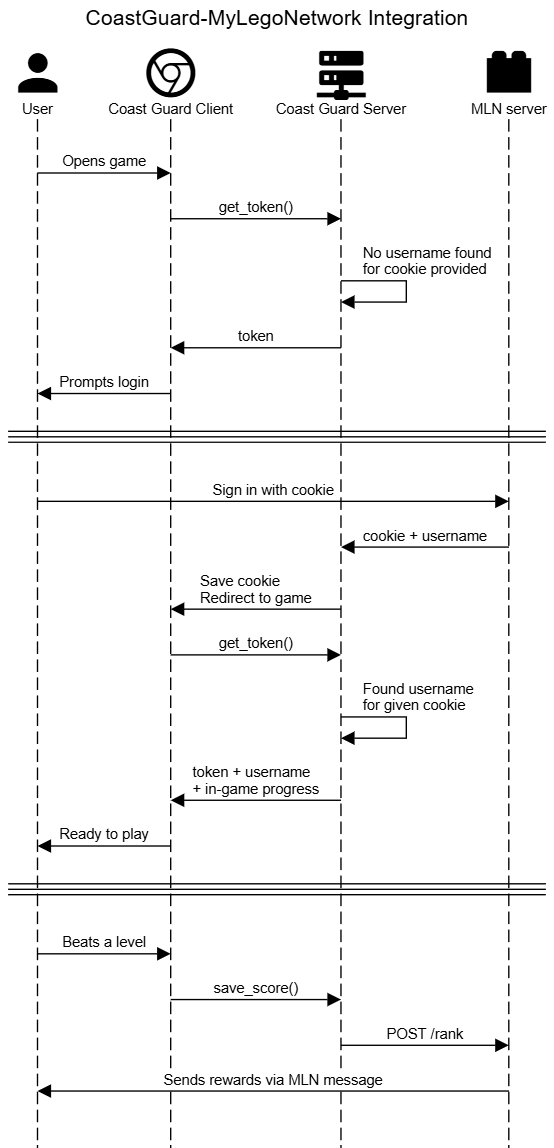 CoastGuard-MyLegoNetwork Integration
User
Coast Guard Client
Coast Guard Server
MLN server
Opens game
get_token()
No username found
for cookie provided
token
Prompts login
Sign in with cookie
cookie + username
Save cookie
Redirect to game
get_token()
Found username
for given cookie
token + username
+ in-game progress
Ready to play
Beats a level
save_score()
POST /rank
Sends rewards via MLN message